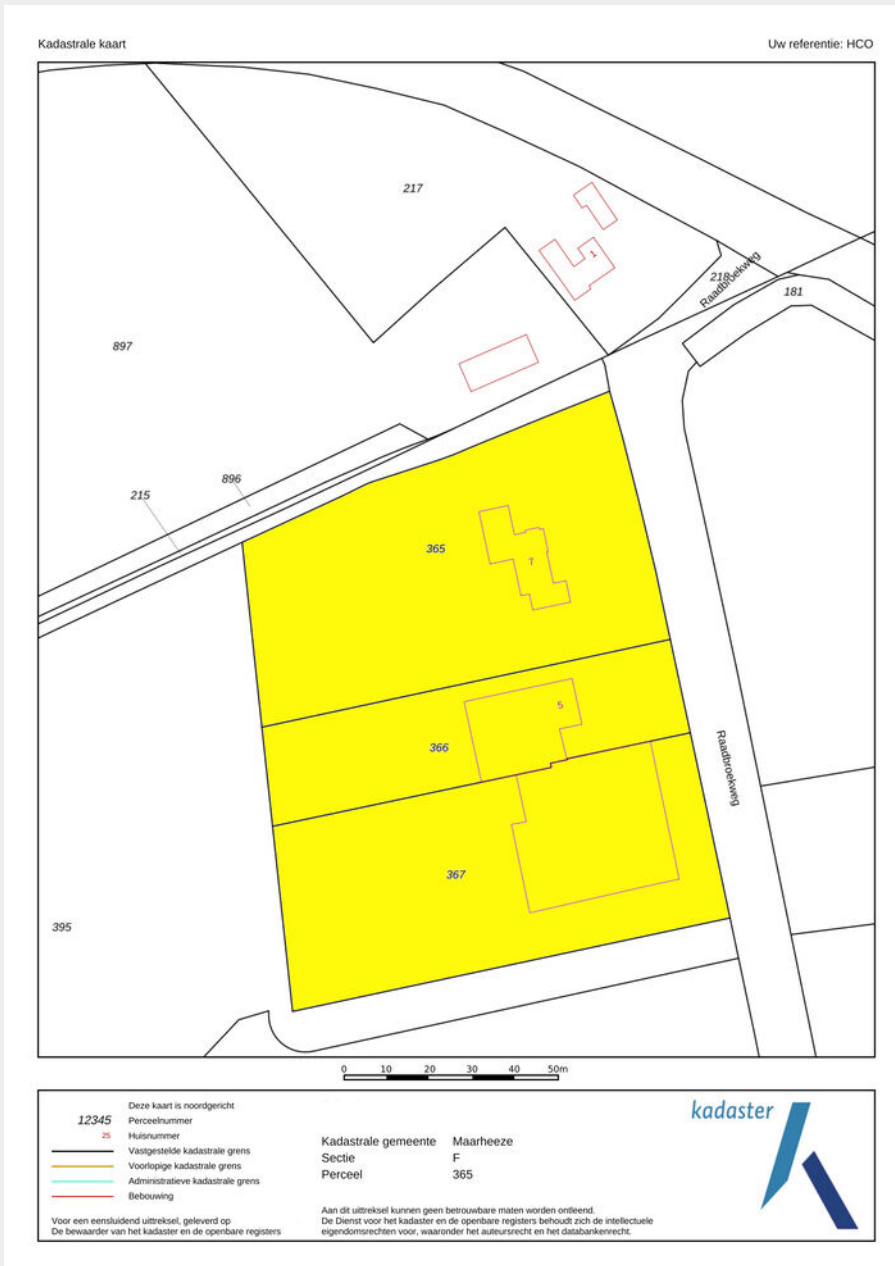 Kadastrale kaart
Uw referentie: HCO
217
1
218
Raadbroekweg
181
897
896
215
365
7
5
366
Raadbroekweg
367
395
0 10 20 30 40 50m
Deze kaart is noordgericht
12345 Perceelnummer
25 Huisnummer
Vastgestelde kadastrale grens
Voorlopige kadastrale grens
Administratieve kadastrale grens
Bebouwing
Voor een eensluidend uittreksel, geleverd op
De bewaarder van het kadaster en de openbare registers
Kadastrale gemeente Maarheeze
Sectie F
Perceel 365
Aan dit uittreksel kunnen geen betrouwbare maten worden ontleend.
De Dienst voor het kadaster en de openbare registers behoudt zich de intellectuele
eigendomsrechten voor, waaronder het auteursrecht en het databankenrecht.
kadaster